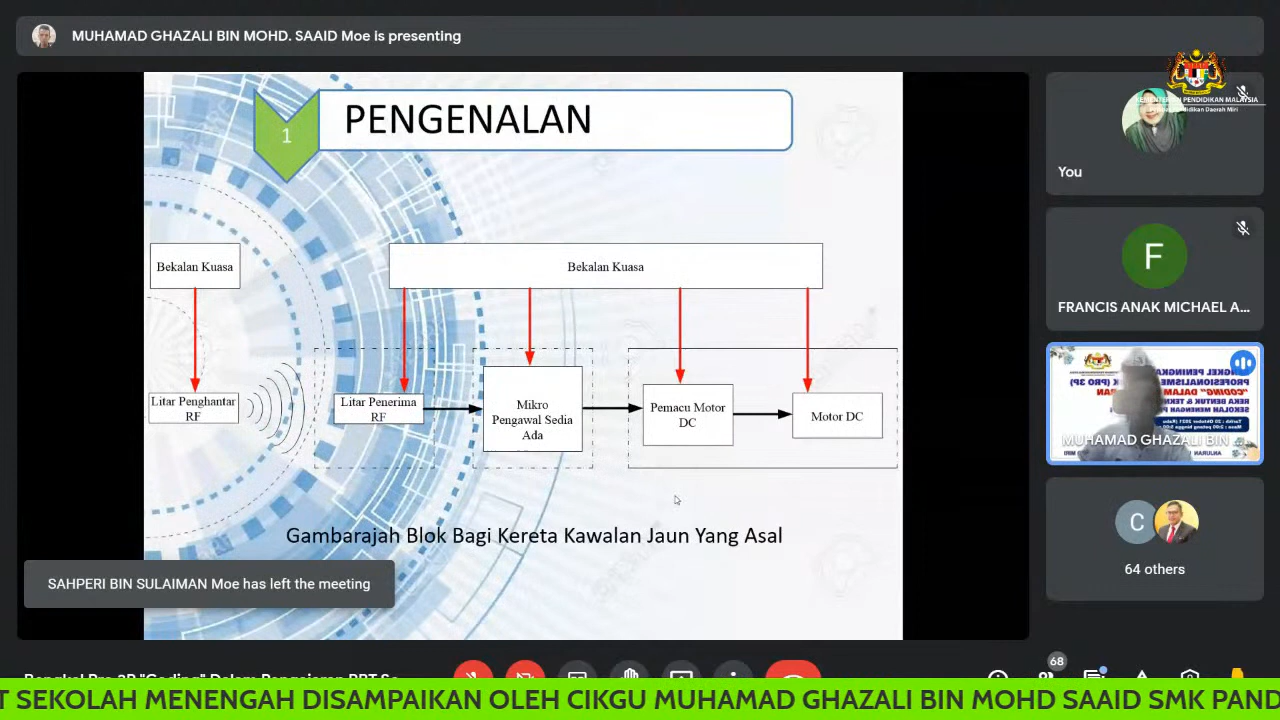 MUHAMAD GHAZALI BIN MOHD. SAAID Moe is presenting
1
PENGENALAN
Bekalan Kuasa
Bekalan Kuasa
Litar Penghantar
RF
Litar Penerima
RF
Mikro
Pengawal Sedia
Ada
Pemacu Motor
DC
Motor DC
Gambarajah Blok Bagi Kereta Kawalan Jaun Yang Asal
SAHPERI BIN SULAIMAN Moe has left the meeting
KEMENTERIAN PENDIDIKAN MALAYSIA
You
F
FRANCIS ANAK MICHAEL A...
MUHAMAD GHAZALI BIN
C
64 others
68
T SEKOLAH MENENGAH DISAMPAIKAN OLEH CIKGU MUHAMAD GHAZALI BIN MOHD SAAID SMK PAND